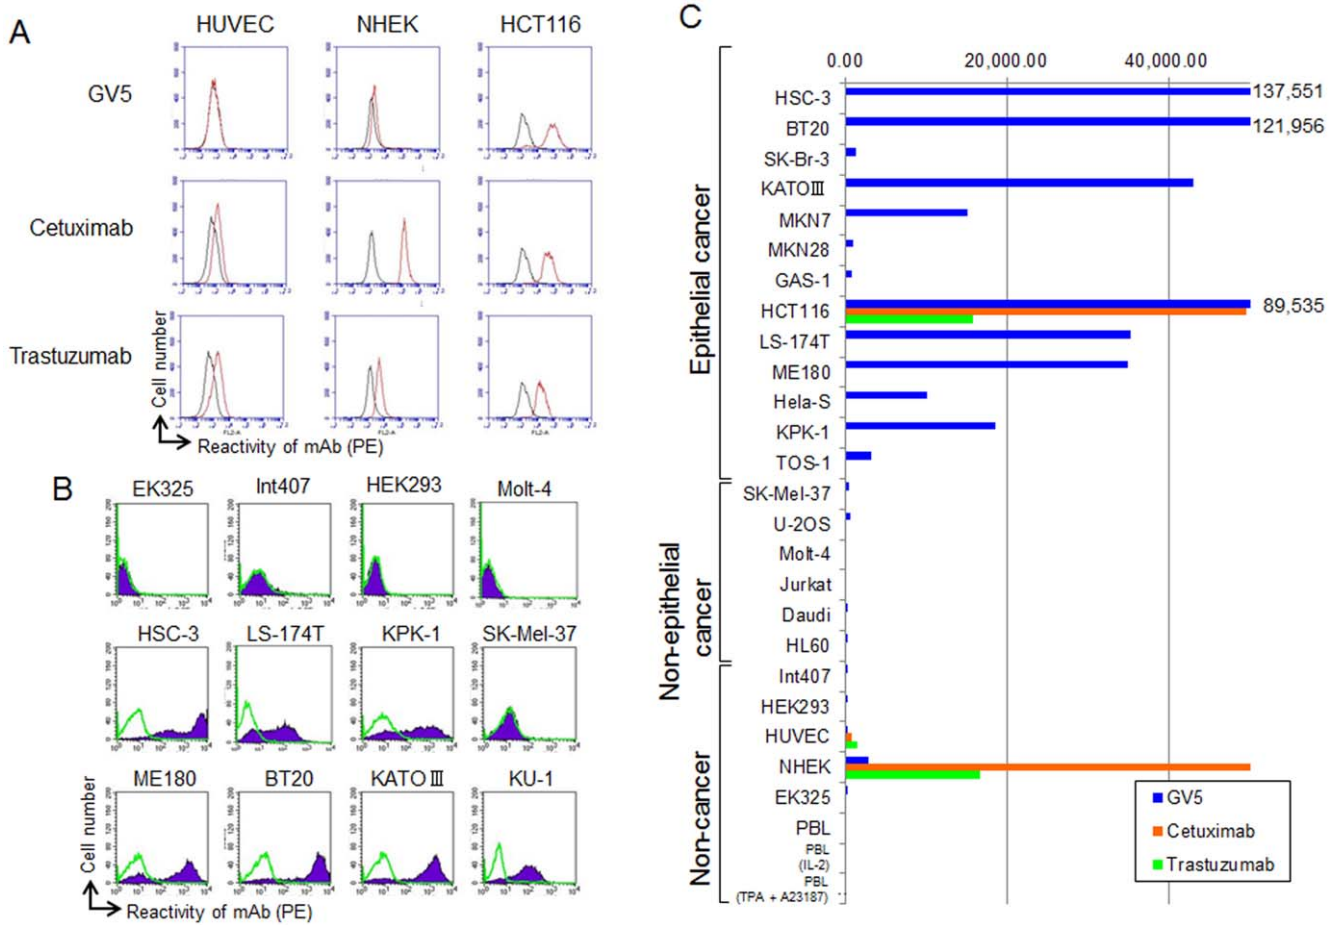 A
HUVEC
NHEK
HCT116
GV5
Cetuximab
Trastuzumab
Cell number
Reactivity of mAb (PE)
B
EK325
Int407
HEK293
Molt-4
HSC-3
LS-174T
KPK-1
SK-Mel-37
ME180
BT20
KATO III
KU-1
Cell number
Reactivity of mAb (PE)
C
0.00
20,000.00
40,000.00
Epithelial cancer
HSC-3
137,551
BT20
121,956
SK-Br-3
KATOIII
MKN7
MKN28
GAS-1
HCT116
89,535
LS-174T
ME180
Hela-S
KPK-1
TOS-1
Non-epithelial
cancer
SK-Mel-37
U-2OS
Molt-4
Jurkat
Daudi
HL60
Non-cancer
Int407
HEK293
HUVEC
NHEK
EK325
PBL
PBL
(IL-2)
PBL
(TPA + A23187)
GV5
Cetuximab
Trastuzumab